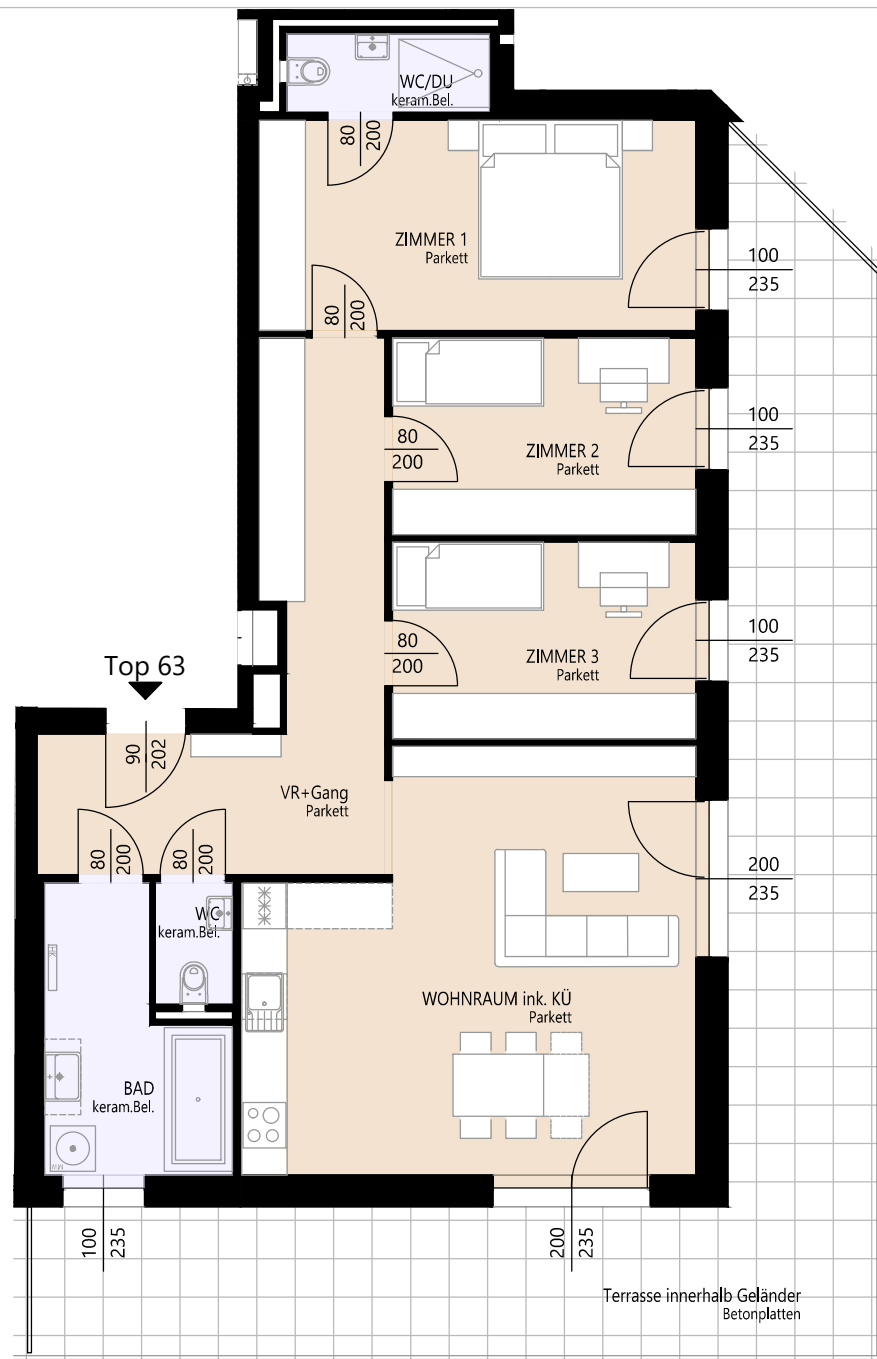 WC/DU
keram.Bel.
80
200
ZIMMER 1
Parkett
100
235
80
200
80
200
ZIMMER 2
Parkett
100
235
80
200
ZIMMER 3
Parkett
100
235
Top 63
90
202
VR+Gang
Parkett
80
200
80
200
200
235
WC
keram.Bel.
HK
WOHNRAUM ink. KÜ
Parkett
BAD
keram.Bel.
WM
100
235
200
235
Terrasse innerhalb Geländer
Betonplatten